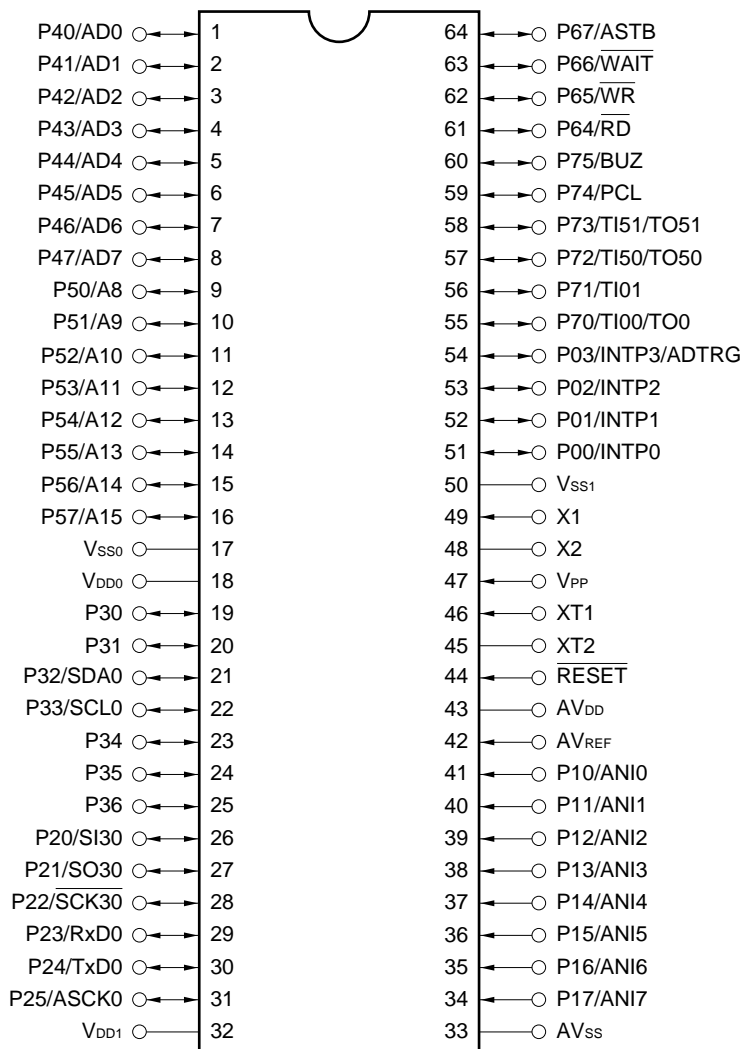 P40/AD0 1 64 P67/ASTB
P41/AD1 2 63 P66/WAIT
P42/AD2 3 62 P65/WR
P43/AD3 4 61 P64/RD
P44/AD4 5 60 P75/BUZ
P45/AD5 6 59 P74/PCL
P46/AD6 7 58 P73/TI51/TO51
P47/AD7 8 57 P72/TI50/TO50
P50/A8 9 56 P71/TI01
P51/A9 10 55 P70/TI00/TO0
P52/A10 11 54 P03/INTP3/ADTRG
P53/A11 12 53 P02/INTP2
P54/A12 13 52 P01/INTP1
P55/A13 14 51 P00/INTP0
P56/A14 15 50 VSS1
P57/A15 16 49 X1
VSS0 17 48 X2
VDD0 18 47 VPP
P30 19 46 XT1
P31 20 45 XT2
P32/SDA0 21 44 RESET
P33/SCL0 22 43 AVDD
P34 23 42 AVREF
P35 24 41 P10/ANI0
P36 25 40 P11/ANI1
P20/SI30 26 39 P12/ANI2
P21/SO30 27 38 P13/ANI3
P22/SCK30 28 37 P14/ANI4
P23/RxD0 29 36 P15/ANI5
P24/TxD0 30 35 P16/ANI6
P25/ASCK0 31 34 P17/ANI7
VDD1 32 33 AVSS